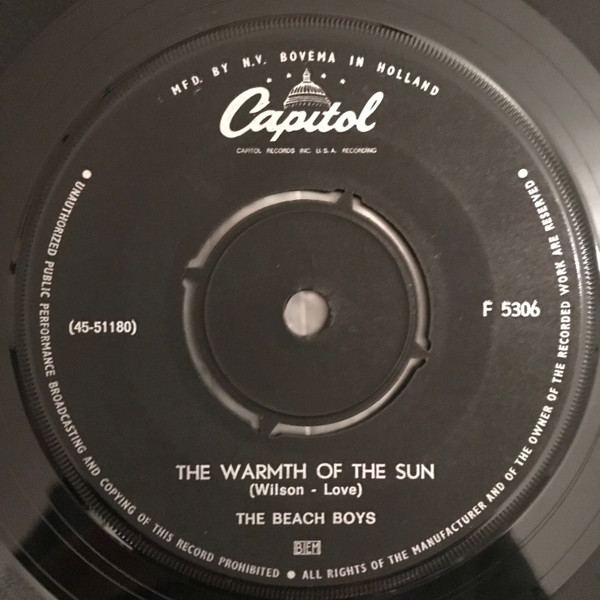 MFD. BY N.V. BOVEMA IN HOLLAND
Capitol
CAPITOL RECORDS INC. U.S.A. RECORDING
(45-51180)
F 5306
THE WARMTH OF THE SUN
(Wilson - Love)
THE BEACH BOYS
BIEM
● UNAUTHORIZED PUBLIC PERFORMANCE BROADCASTING AND COPYING OF THIS RECORD PROHIBITED ● ALL RIGHTS OF THE MANUFACTURER AND OF THE OWNER OF THE RECORDED WORK ARE RESERVED ●